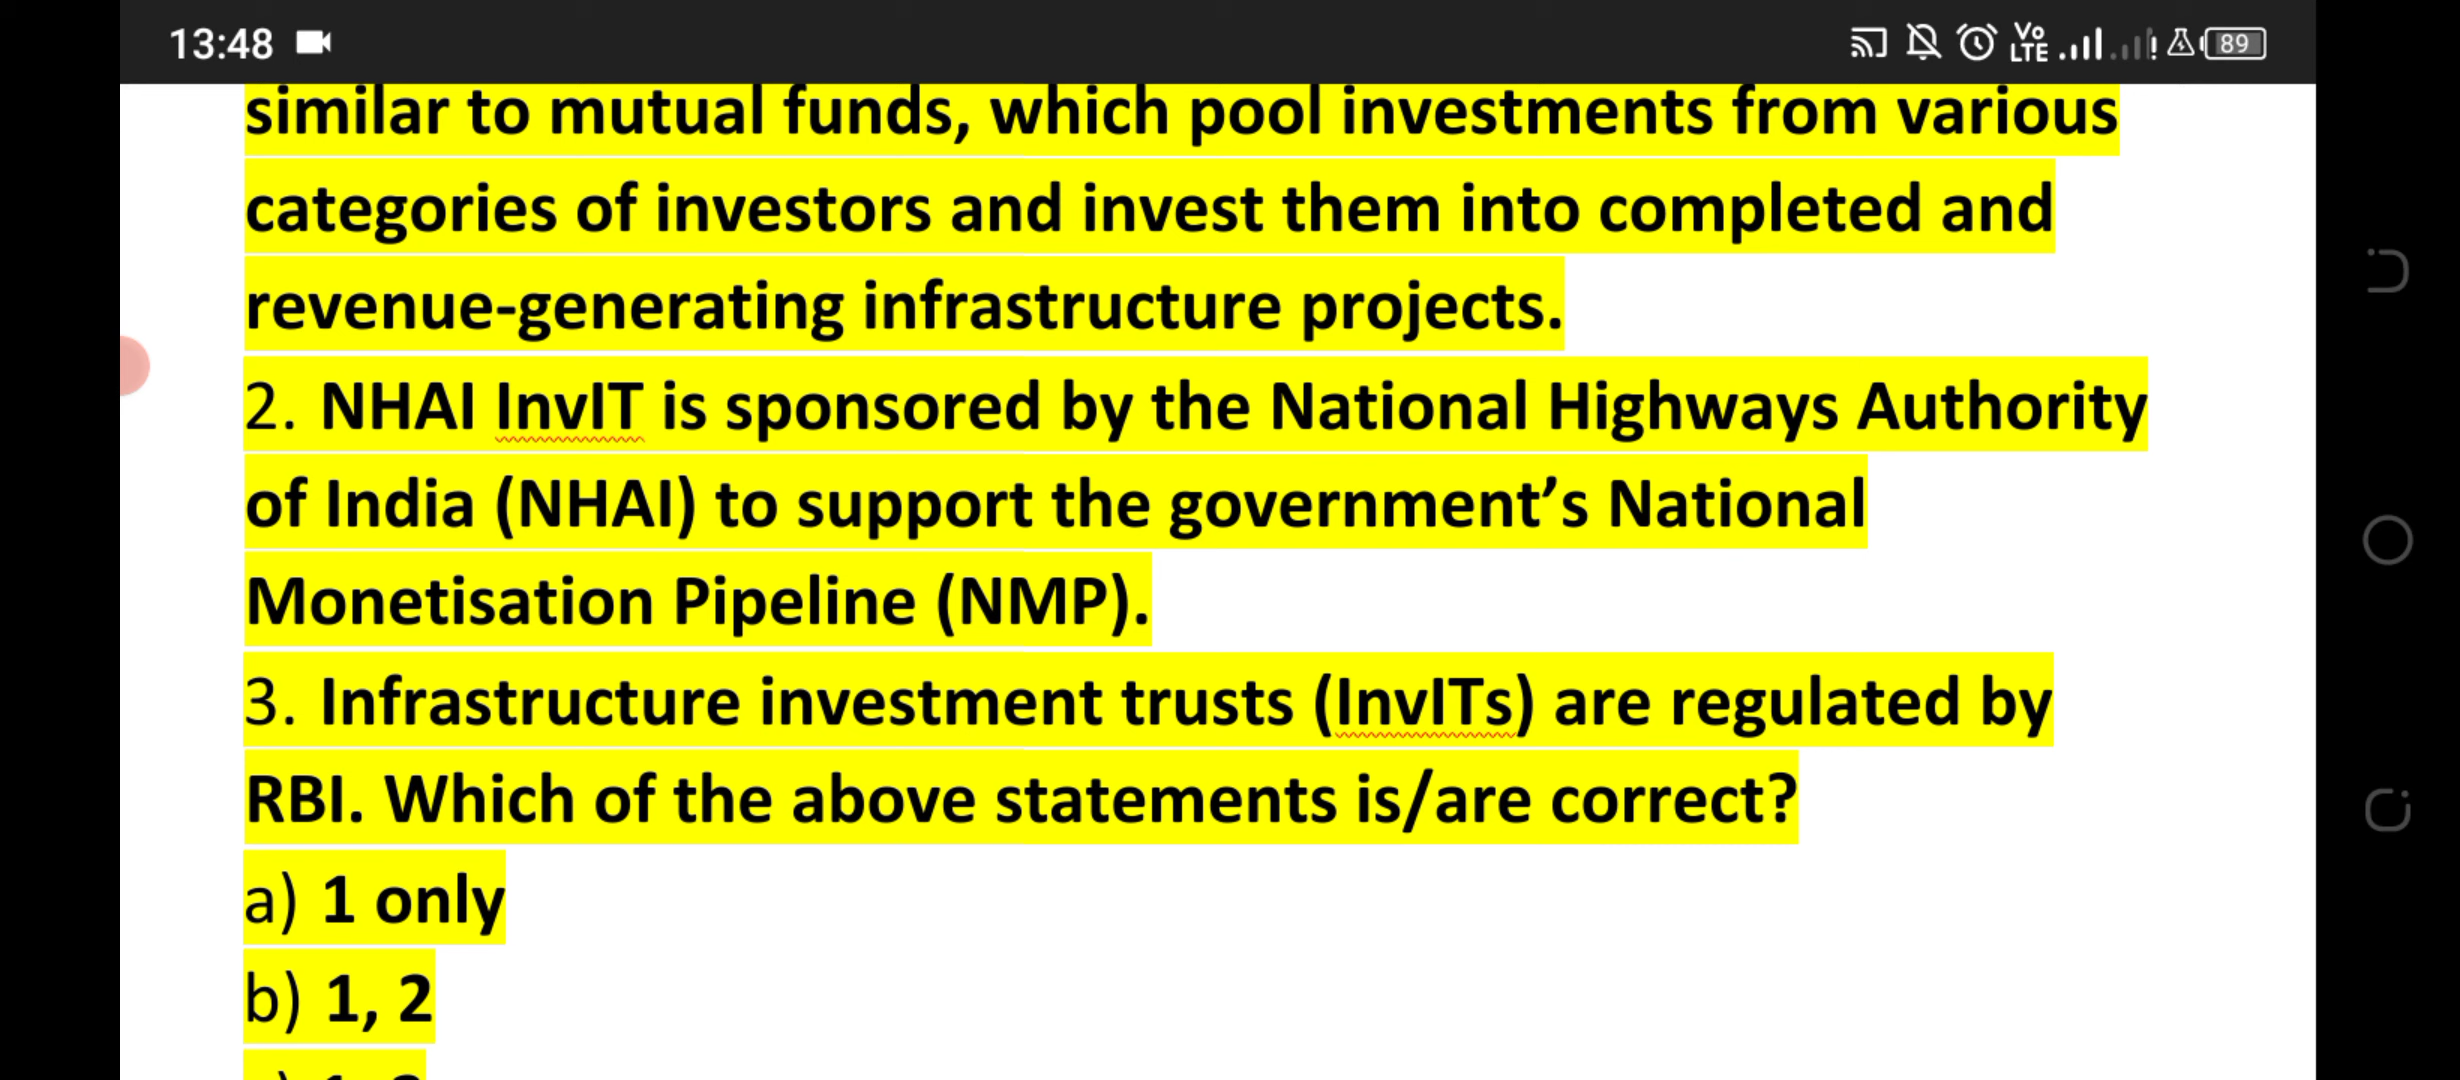 13:48
Vo LTE
89
similar to mutual funds, which pool investments from various
categories of investors and invest them into completed and
revenue-generating infrastructure projects.
2. NHAI InvIT is sponsored by the National Highways Authority
of India (NHAI) to support the government’s National
Monetisation Pipeline (NMP).
3. Infrastructure investment trusts (InvITs) are regulated by
RBI. Which of the above statements is/are correct?
a) 1 only
b) 1, 2